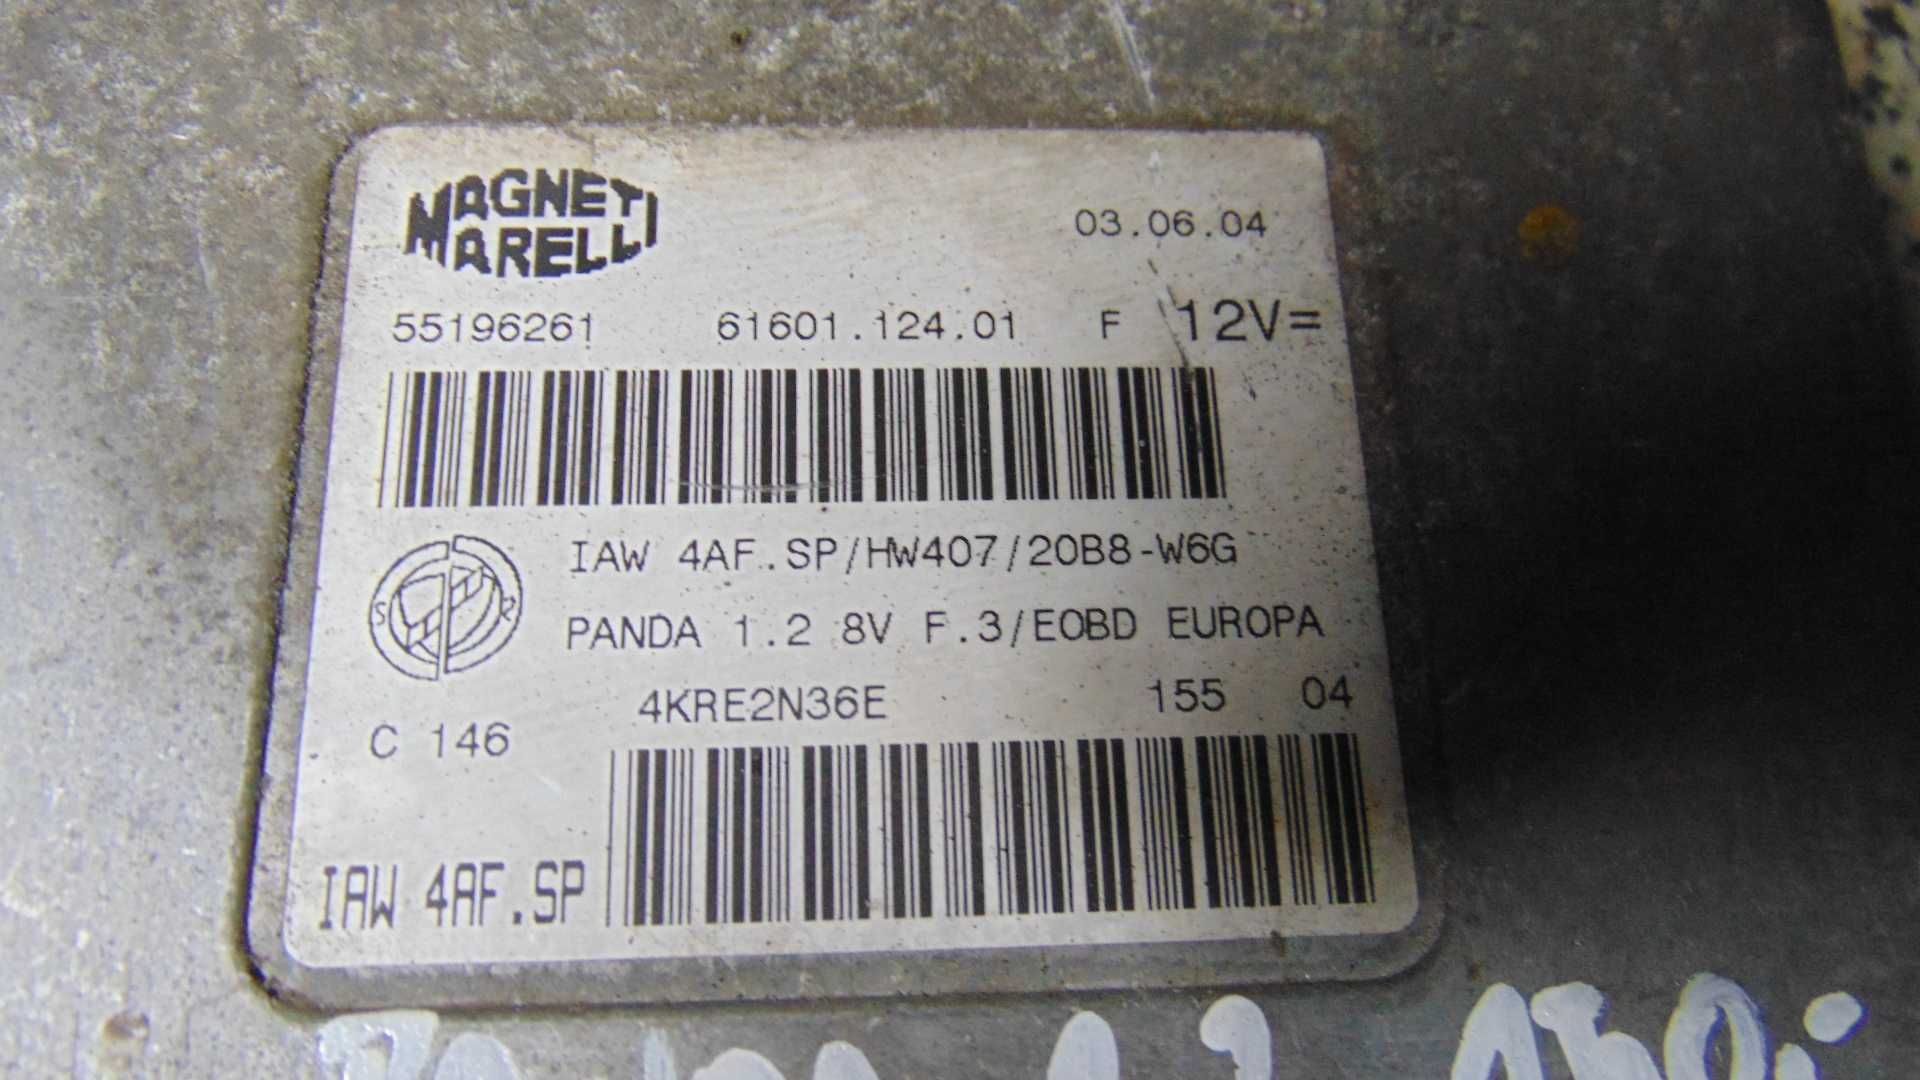 MAGNETI
MARELLI
03.06.04
55196261 61601.124.01 F 12V=
IAW 4AF.SP/HW407/20B8-W6G
PANDA 1.2 8V F.3/EOBD EUROPA
4KRE2N36E 155 04
C 146
IAW 4AF.SP